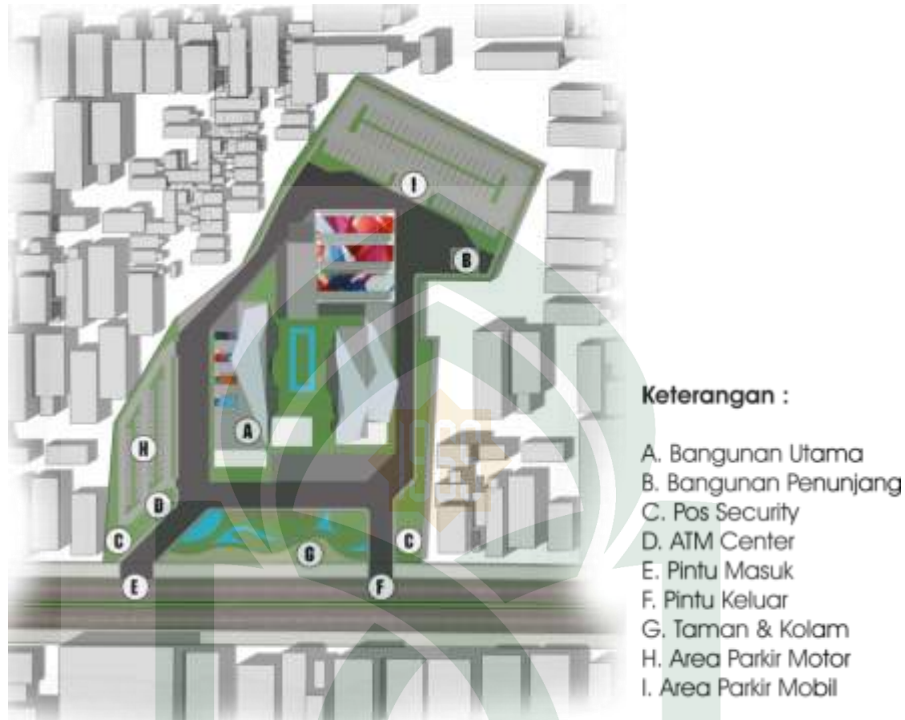 I
B
A
H
D
C
C
G
E
F
Keterangan :
A. Bangunan Utama
B. Bangunan Penunjang
C. Pos Security
D. ATM Center
E. Pintu Masuk
F. Pintu Keluar
G. Taman & Kolam
H. Area Parkir Motor
I. Area Parkir Mobil